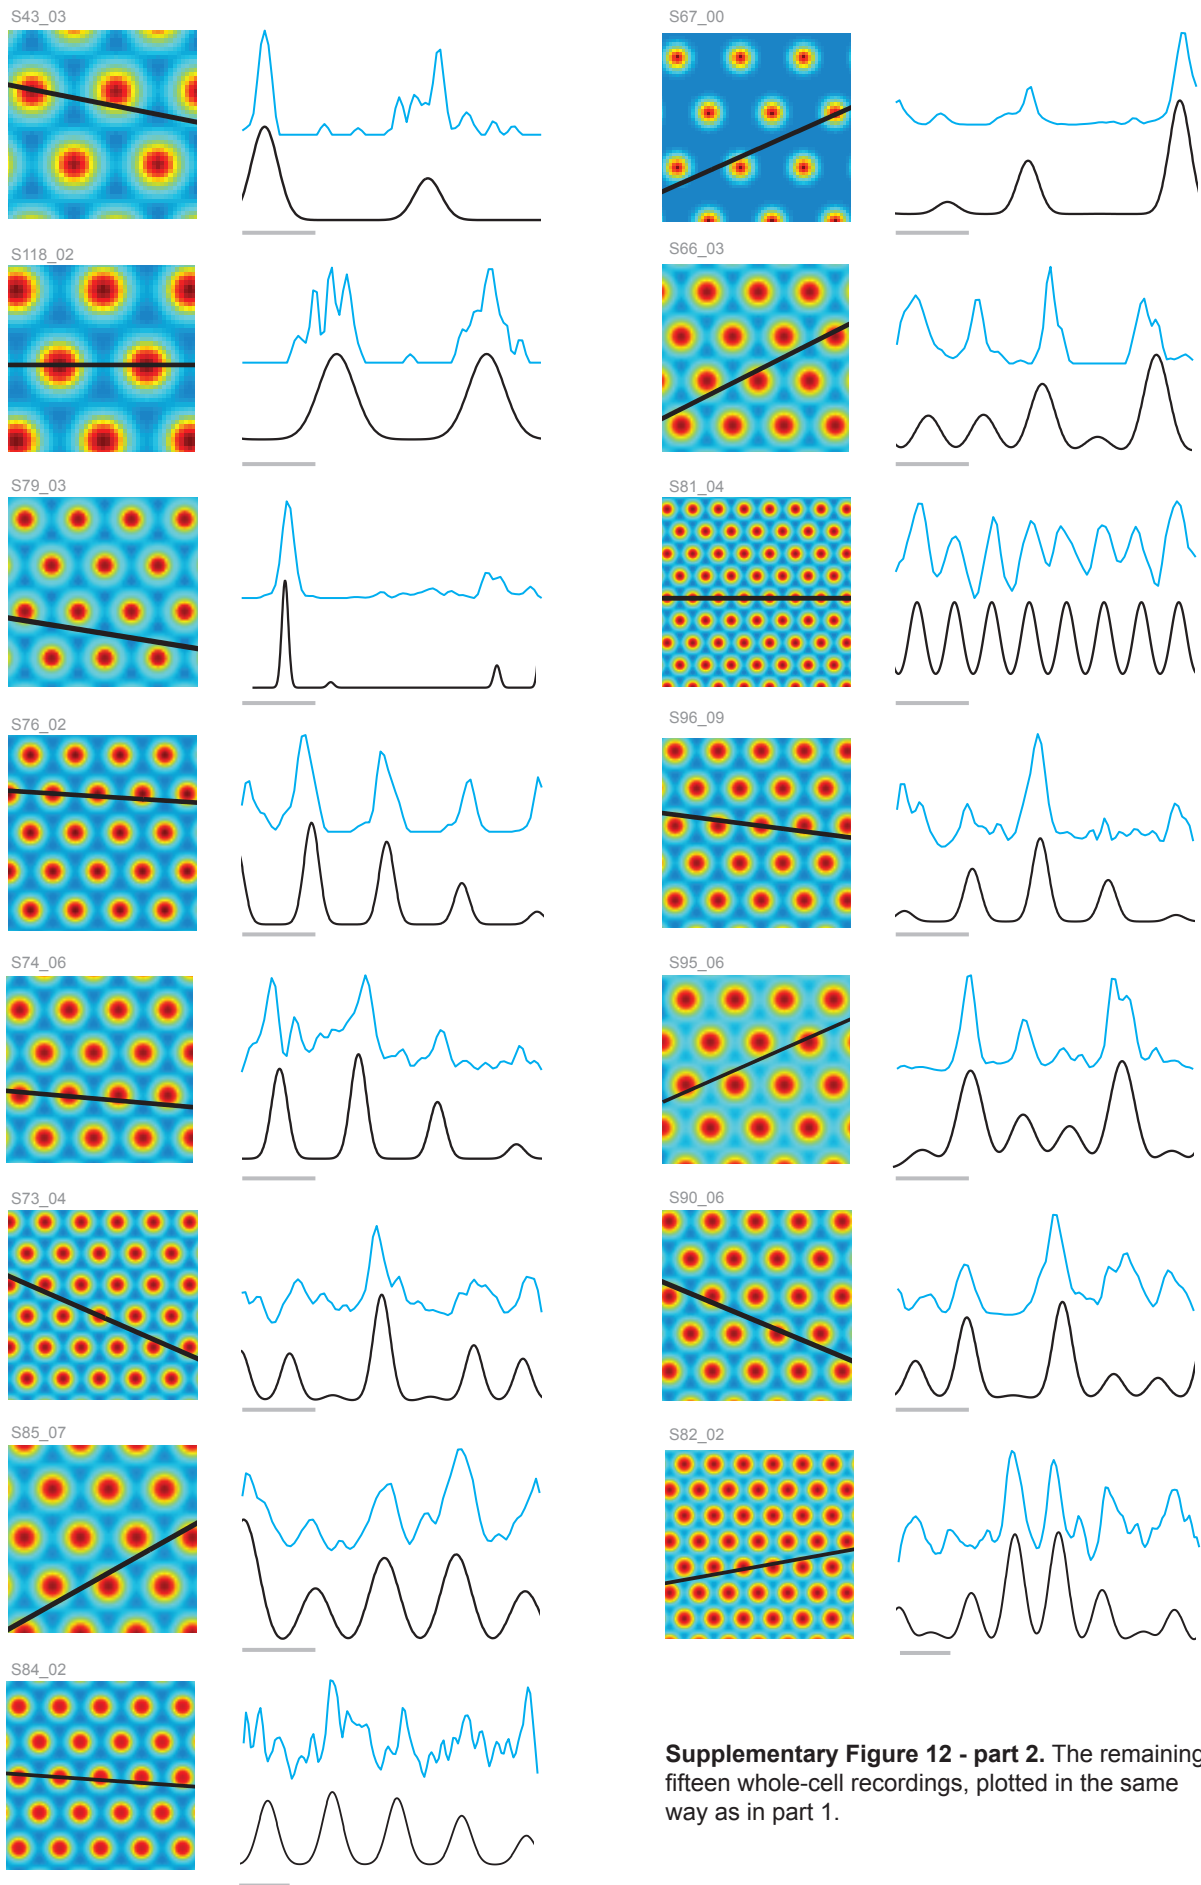 S43_03
S118_02
S79_03
S76_02
S74_06
S73_04
S85_07
S84_02
S67_00
S66_03
S81_04
S96_09
S95_06
S90_06
S82_02
Supplementary Figure 12 - part 2. The remaining
fifteen whole-cell recordings, plotted in the same
way as in part 1.